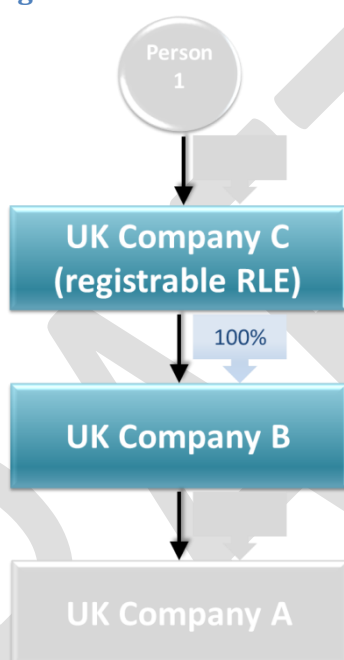 Person
1
UK Company C
(registrable RLE)
100%
UK Company B
UK Company A